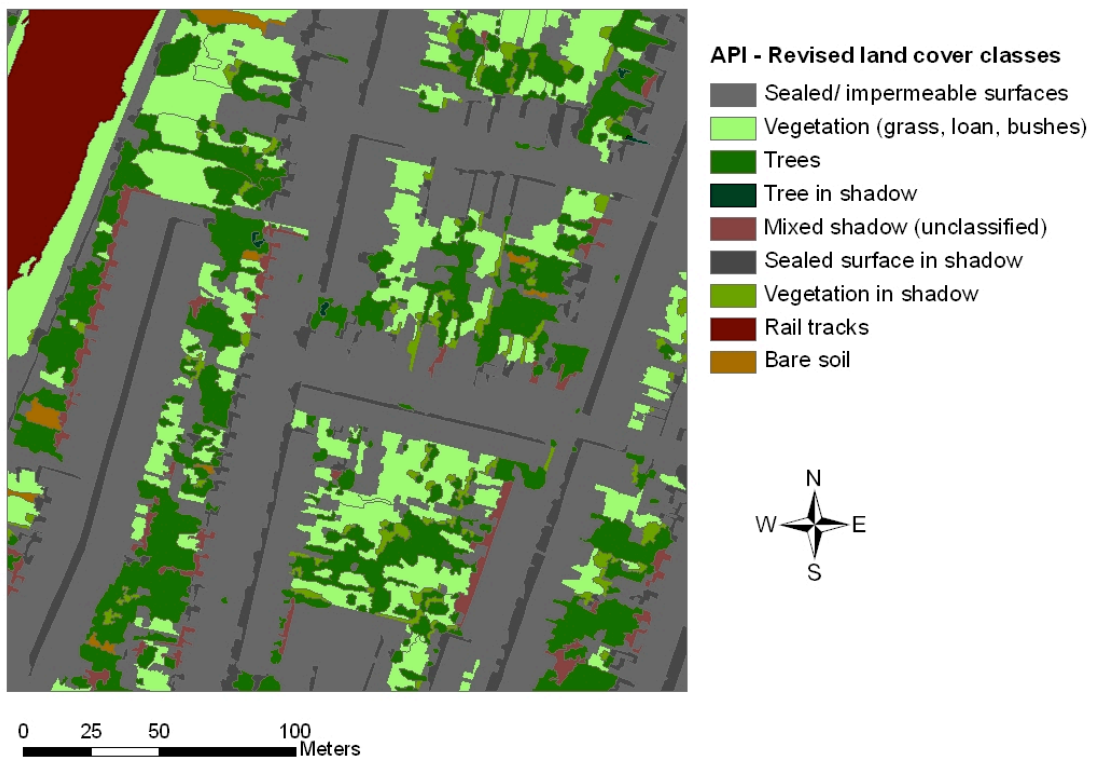 API - Revised land cover classes
Sealed/ impermeable surfaces
Vegetation (grass, loan, bushes)
Trees
Tree in shadow
Mixed shadow (unclassified)
Sealed surface in shadow
Vegetation in shadow
Rail tracks
Bare soil
N
W E
S
0 25 50 100
Meters